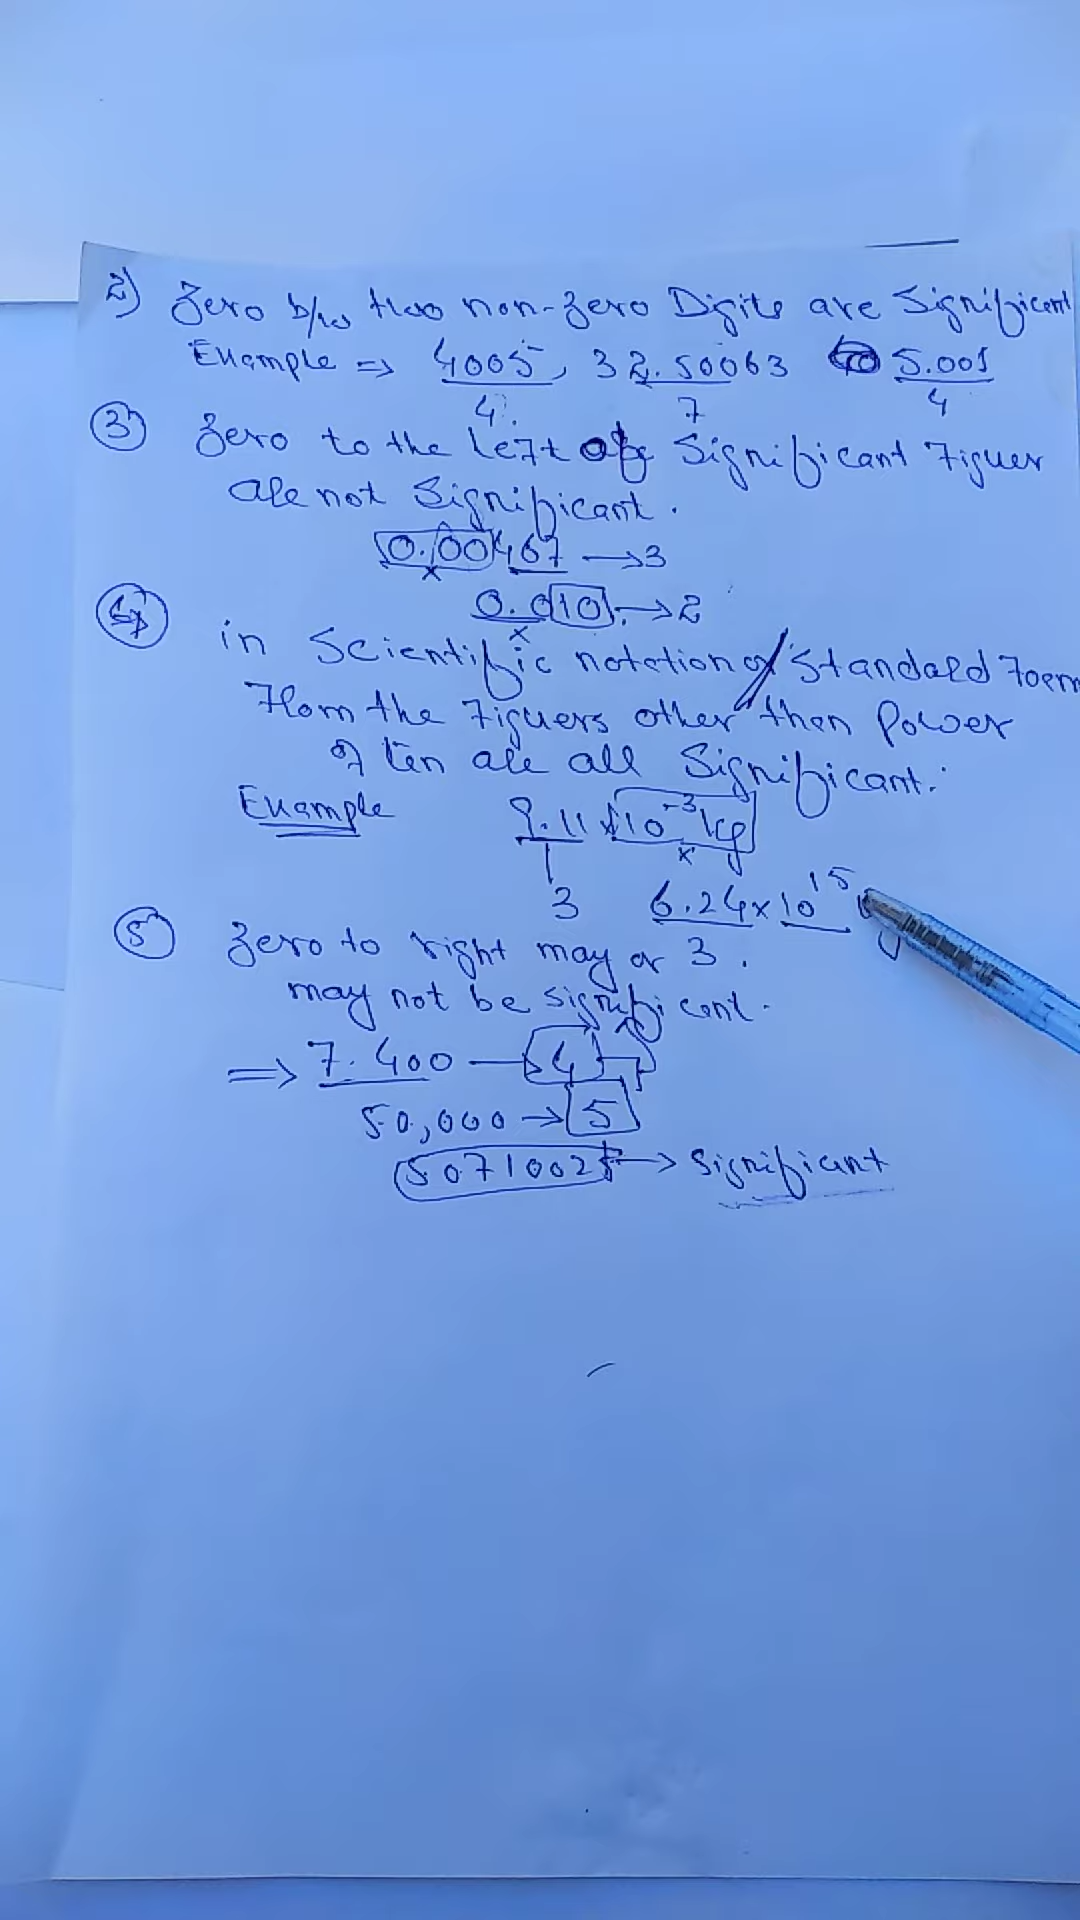 2) Zero b/w two non-zero Digits are Significant
Example ⇒ 4005, 32.50063 5.001
4. 7 4
3 Zero to the left of Significant Figuer
are not Significant.
0.00467 → 3
x
0.010. → 2
x
4 in Scientific notation of Standard Foem
From the Figuers other then Power
of Ten are all Significant.
Example 9.11 x 10⁻³ kg
x
3 6.24 x 10¹⁵
5 Zero to right may or 3.
may not be significant.
⇒ 7.400 → 4
50,000 → 5
5071002 → Significant